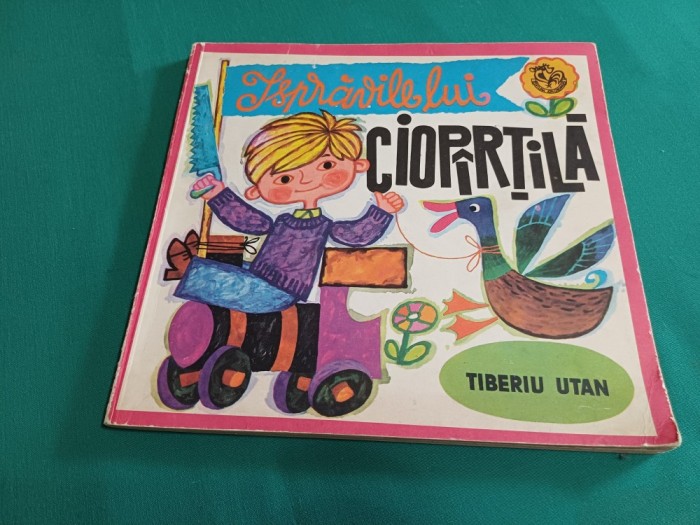 Isprăvile lui
CIOPÎRȚILĂ
TIBERIU UTAN